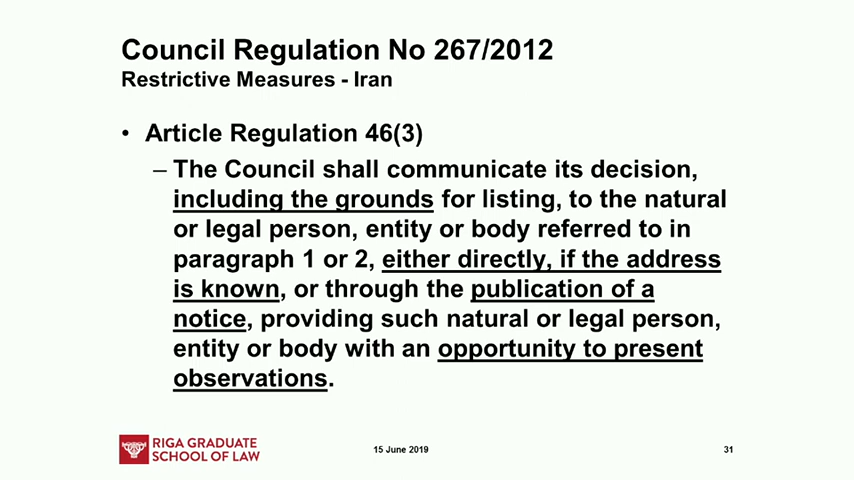 Council Regulation No 267/2012
Restrictive Measures - Iran
• Article Regulation 46(3)
– The Council shall communicate its decision,
including the grounds for listing, to the natural
or legal person, entity or body referred to in
paragraph 1 or 2, either directly, if the address
is known, or through the publication of a
notice, providing such natural or legal person,
entity or body with an opportunity to present
observations.
RIGA GRADUATE
SCHOOL OF LAW
15 June 2019
31